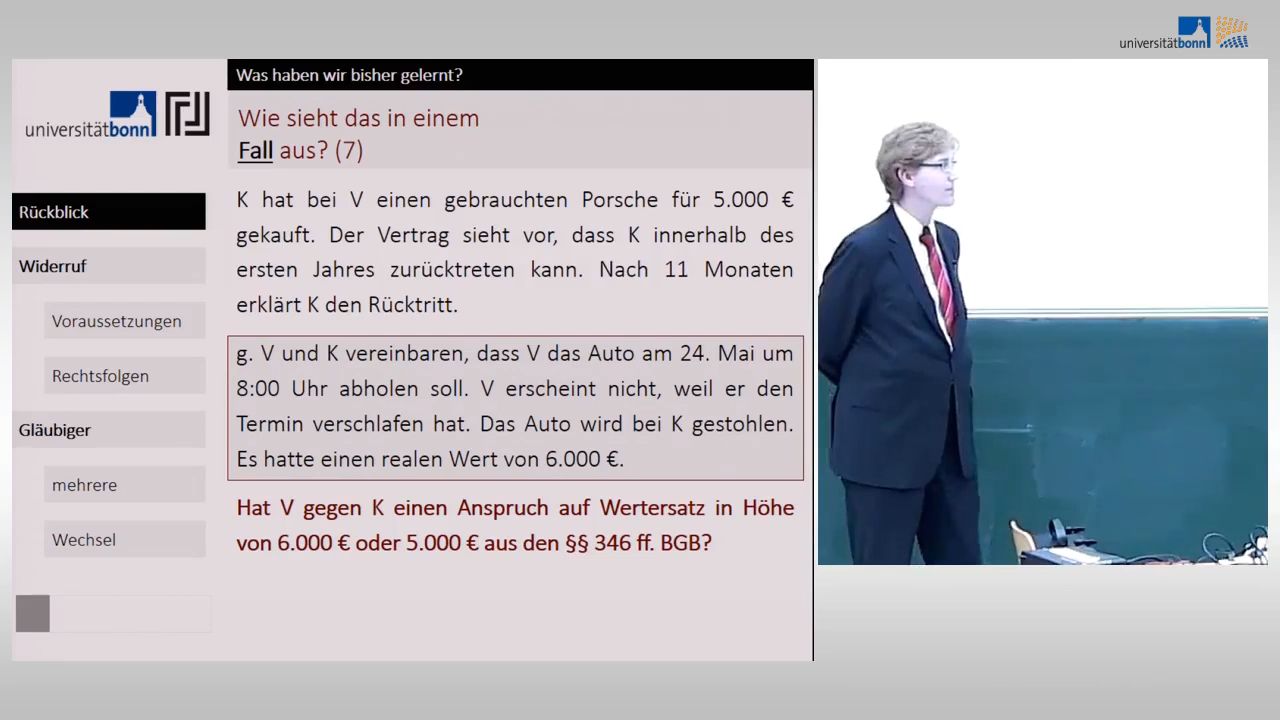 universitätbonn
Was haben wir bisher gelernt?
universitätbonn
Wie sieht das in einem
Fall aus? (7)
Rückblick
Widerruf
Voraussetzungen
Rechtsfolgen
Gläubiger
mehrere
Wechsel
K hat bei V einen gebrauchten Porsche für 5.000 €
gekauft. Der Vertrag sieht vor, dass K innerhalb des
ersten Jahres zurücktreten kann. Nach 11 Monaten
erklärt K den Rücktritt.
g. V und K vereinbaren, dass V das Auto am 24. Mai um
8:00 Uhr abholen soll. V erscheint nicht, weil er den
Termin verschlafen hat. Das Auto wird bei K gestohlen.
Es hatte einen realen Wert von 6.000 €.
Hat V gegen K einen Anspruch auf Wertersatz in Höhe
von 6.000 € oder 5.000 € aus den §§ 346 ff. BGB?